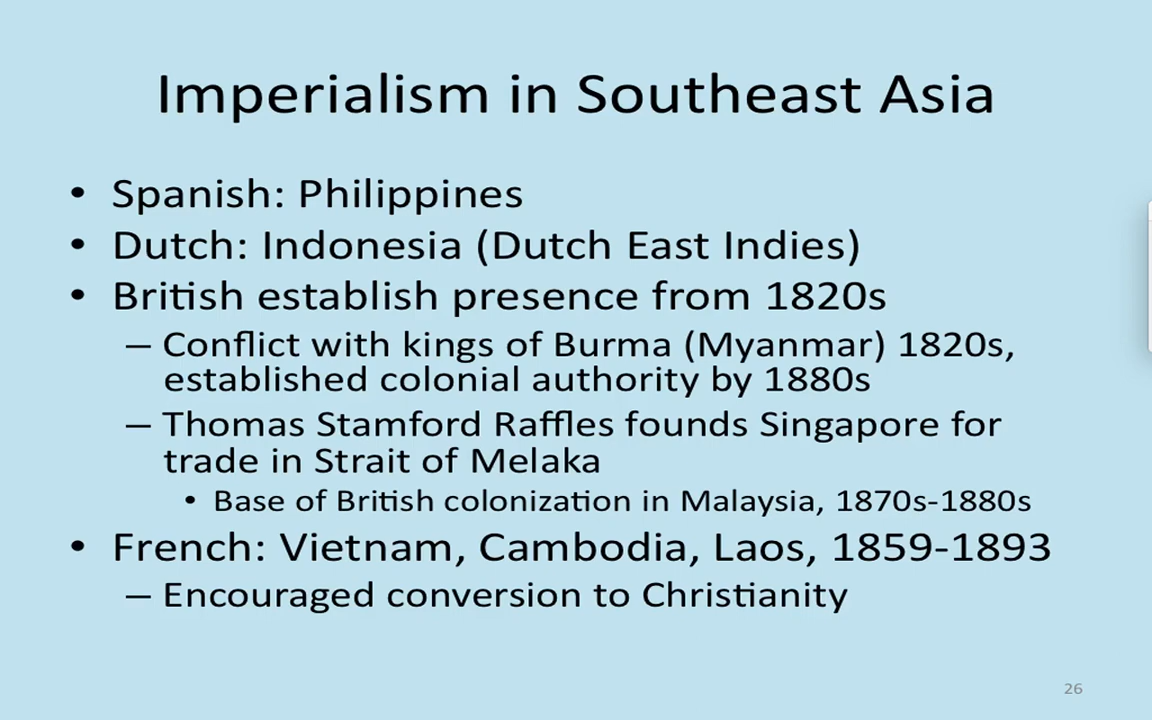 Imperialism in Southeast Asia
• Spanish: Philippines
• Dutch: Indonesia (Dutch East Indies)
• British establish presence from 1820s
– Conflict with kings of Burma (Myanmar) 1820s,
established colonial authority by 1880s
– Thomas Stamford Raffles founds Singapore for
trade in Strait of Melaka
• Base of British colonization in Malaysia, 1870s-1880s
• French: Vietnam, Cambodia, Laos, 1859-1893
– Encouraged conversion to Christianity
26